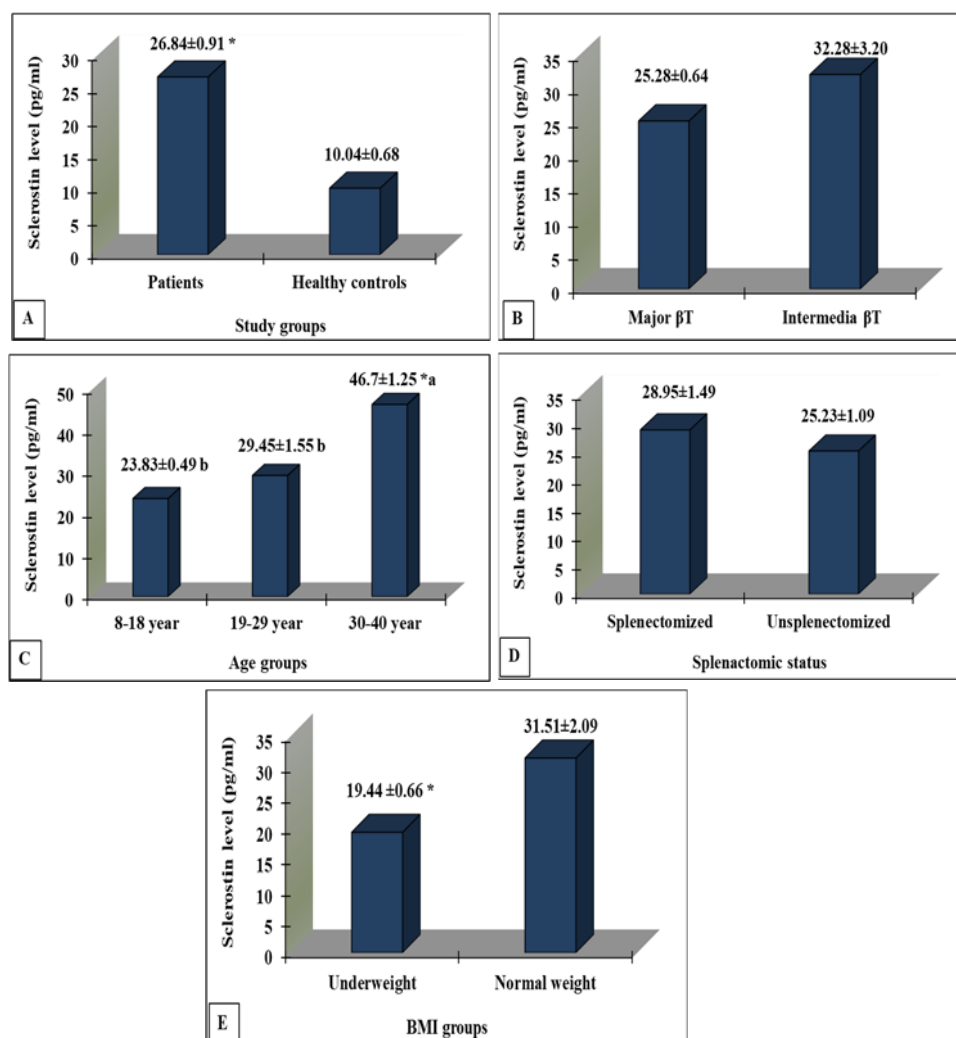 26.84±0.91 *
10.04±0.68
Sclerostin level (pg/ml)
30
25
20
15
10
5
0
Patients
Healthy controls
Study groups
A
32.28±3.20
25.28±0.64
Sclerostin level (pg/ml)
35
30
25
20
15
10
5
0
Major βT
Intermedia βT
B
46.7±1.25 *a
29.45±1.55 b
23.83±0.49 b
Sclerostin level (pg/ml)
50
40
30
20
10
0
8-18 year
19-29 year
30-40 year
Age groups
C
28.95±1.49
25.23±1.09
Sclerostin level (pg/ml)
35
30
25
20
15
10
5
0
Splenectomized
Unsplenectomized
Splenactomic status
D
31.51±2.09
19.44 ±0.66 *
Sclerostin level (pg/ml)
35
30
25
20
15
10
5
0
Underweight
Normal weight
BMI groups
E